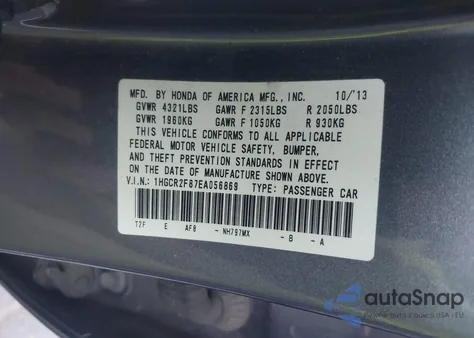 MFD. BY HONDA OF AMERICA MFG., INC. 10/'13
GVWR 4321LBS GAWR F 2315LBS R 2050LBS
GVWR 1960KG GAWR F 1050KG R 930KG
THIS VEHICLE CONFORMS TO ALL APPLICABLE
FEDERAL MOTOR VEHICLE SAFETY, BUMPER,
AND THEFT PREVENTION STANDARDS IN EFFECT
ON THE DATE OF MANUFACTURE SHOWN ABOVE.
V.I.N.: 1HGCR2F87EA056869 TYPE: PASSENGER CAR
T2F E AF8 - NH797MX - B - A
autoSnap